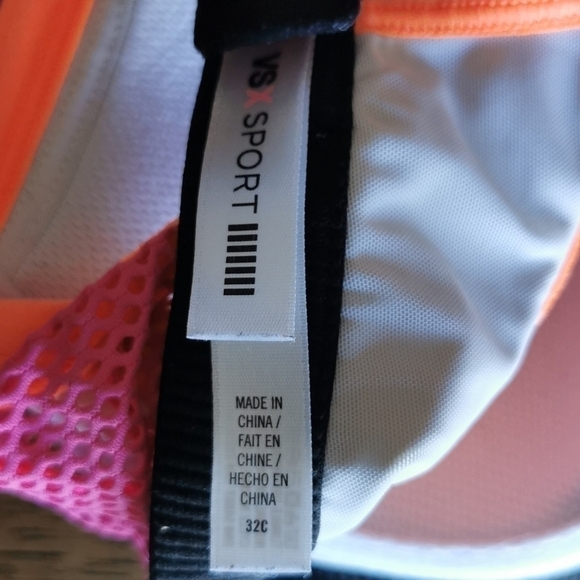 VSX SPORT
MADE IN
CHINA /
FAIT EN
CHINE /
HECHO EN
CHINA
32C